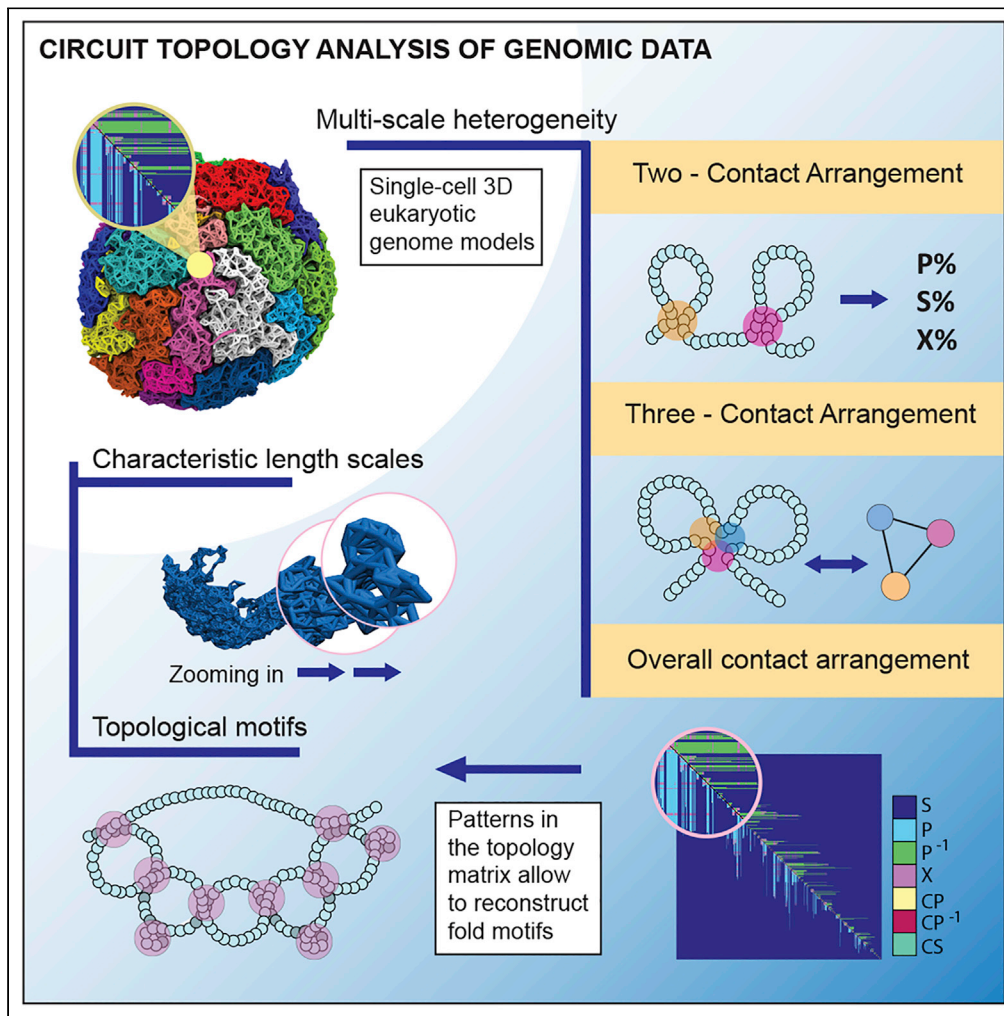 CIRCUIT TOPOLOGY ANALYSIS OF GENOMIC DATA
Multi-scale heterogeneity
Single-cell 3D
eukaryotic
genome models
Two - Contact Arrangement
P%
S%
X%
Three - Contact Arrangement
Characteristic length scales
Zooming in
Overall contact arrangement
Topological motifs
Patterns in
the topology
matrix allow
to reconstruct
fold motifs
S
P
P⁻¹
X
CP
CP⁻¹
CS